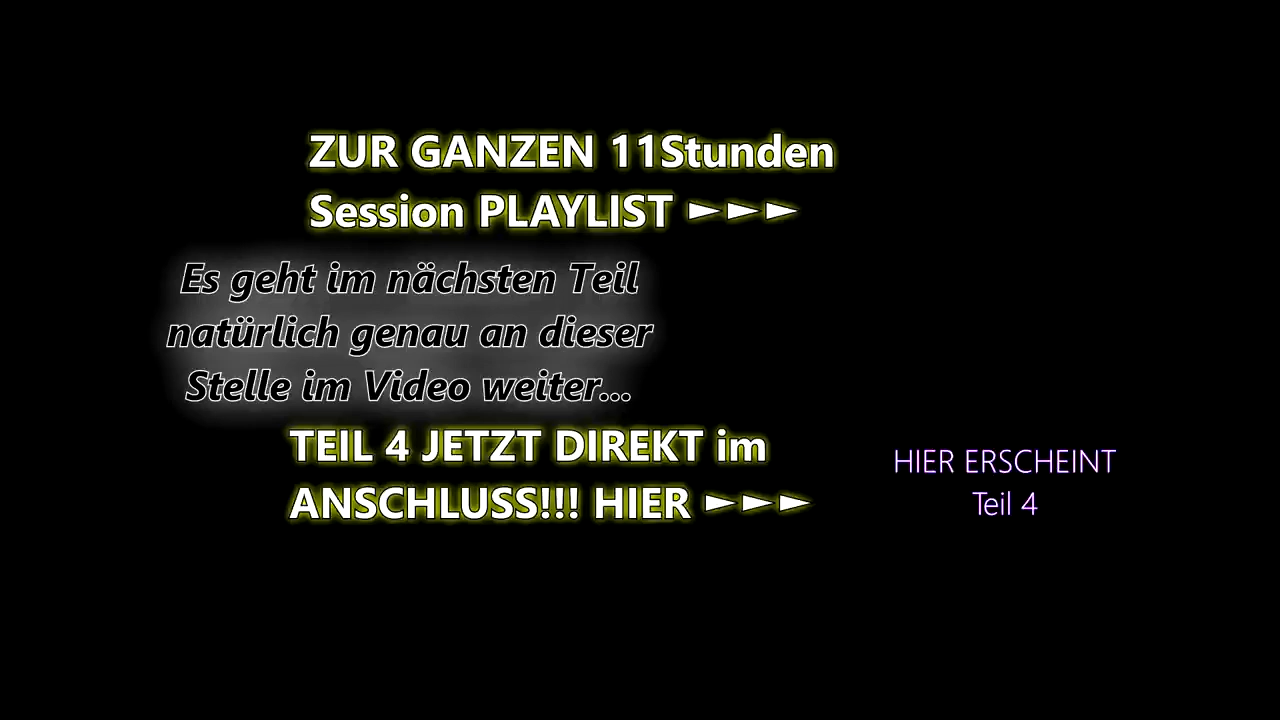 ZUR GANZEN 11Stunden
Session PLAYLIST ►►►
Es geht im nächsten Teil
natürlich genau an dieser
Stelle im Video weiter...
TEIL 4 JETZT DIREKT im
ANSCHLUSS!!! HIER ►►►
HIER ERSCHEINT
Teil 4